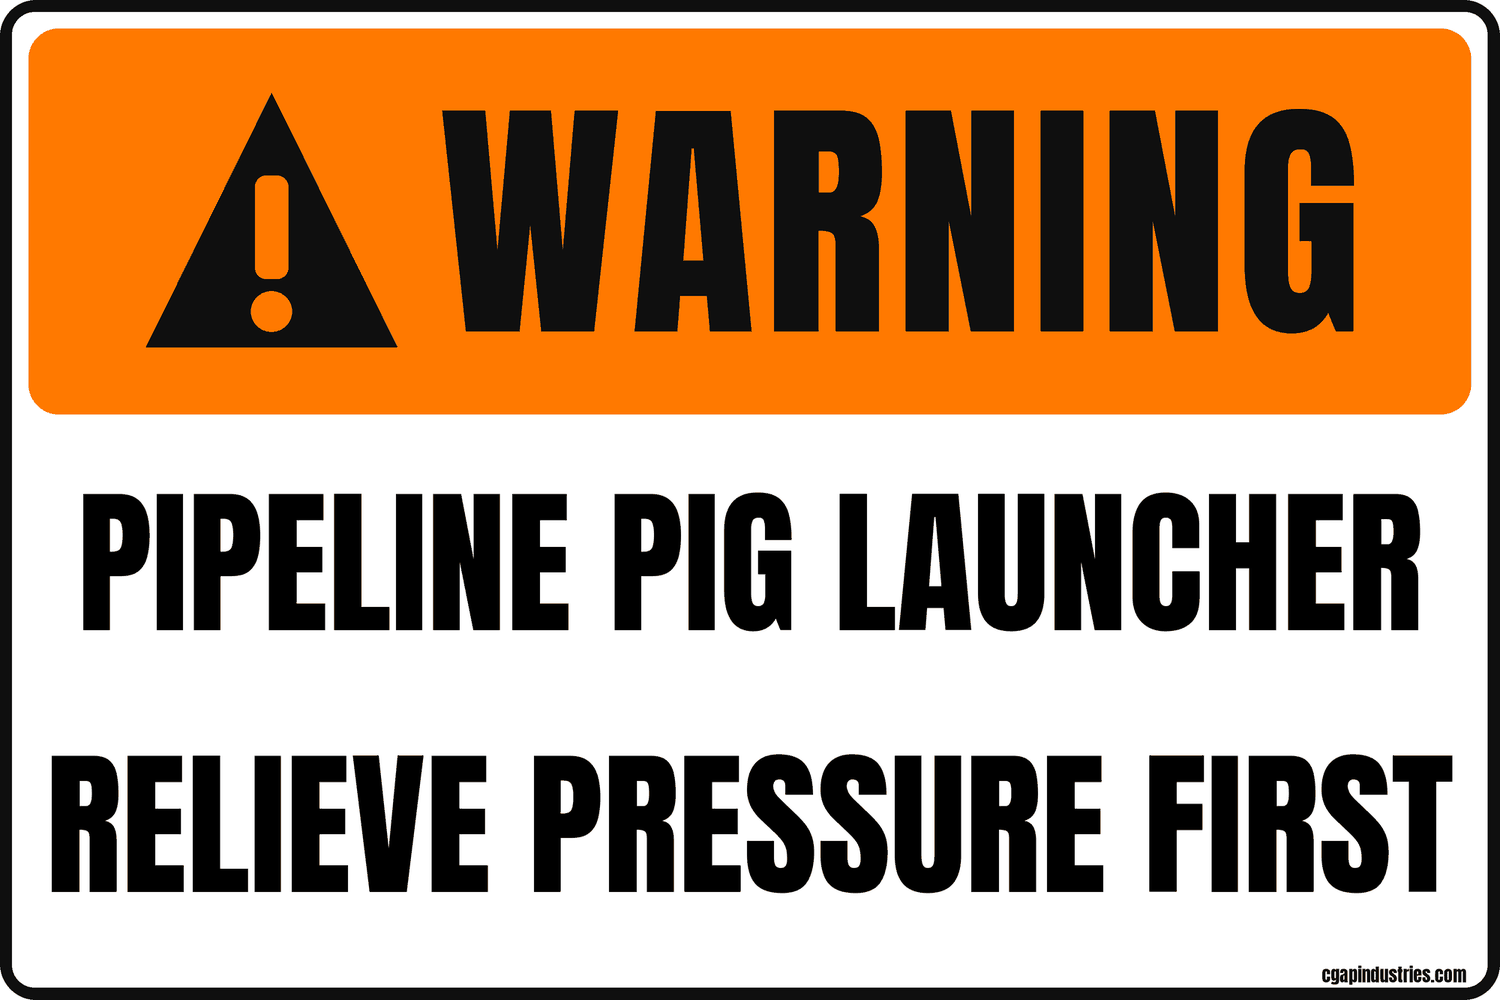 WARNING
PIPELINE PIG LAUNCHER
RELIEVE PRESSURE FIRST
cgapindustries.com